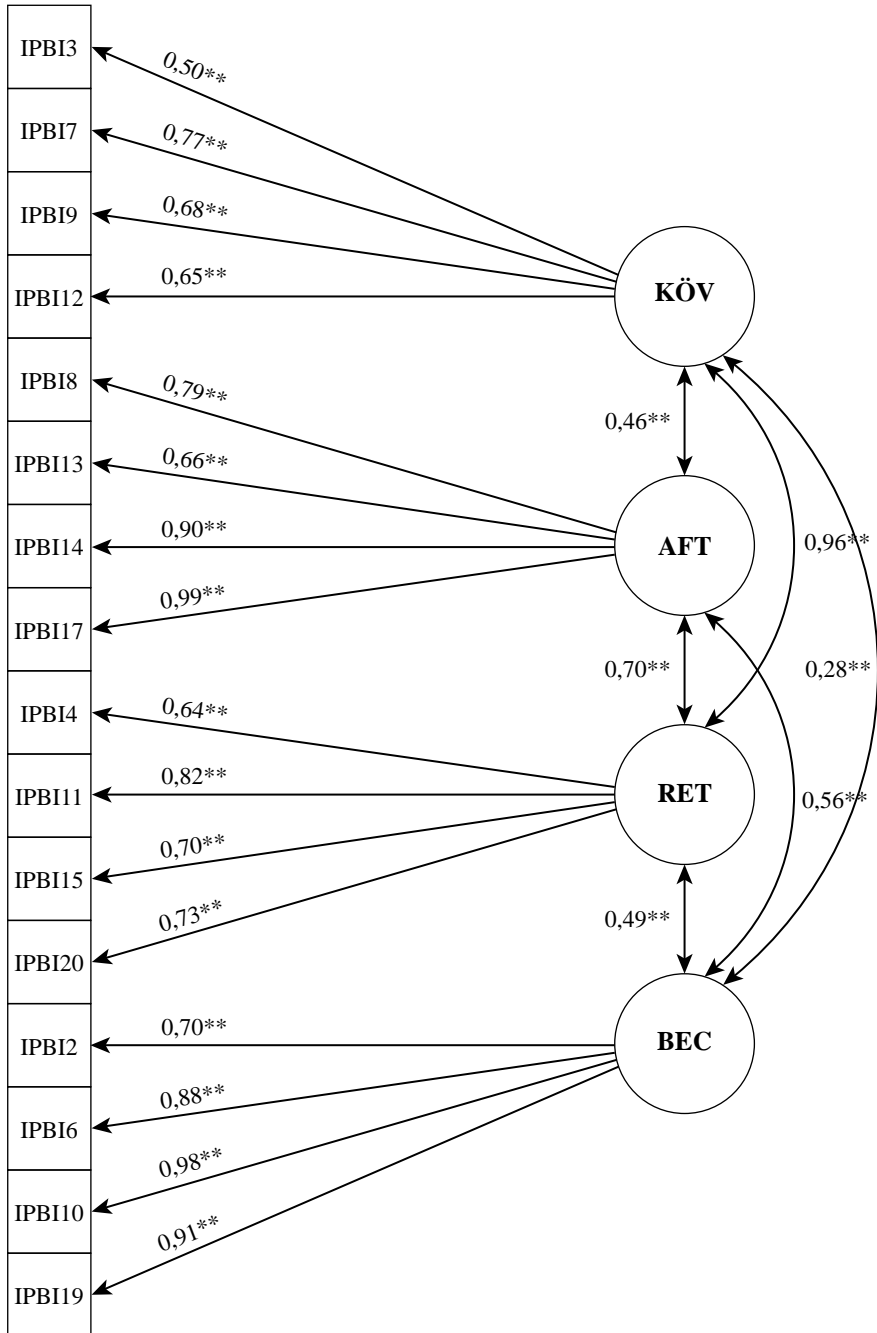 IPBI3
0,50**
IPBI7
0,77**
IPBI9
0,68**
IPBI12
0,65**
KÖV
IPBI8
0,79**
0,46**
IPBI13
0,66**
IPBI14
0,90**
AFT
0,96**
IPBI17
0,99**
IPBI4
0,64**
0,70**
0,28**
IPBI11
0,82**
RET
0,56**
IPBI15
0,70**
IPBI20
0,73**
0,49**
IPBI2
0,70**
BEC
IPBI6
0,88**
IPBI10
0,98**
IPBI19
0,91**